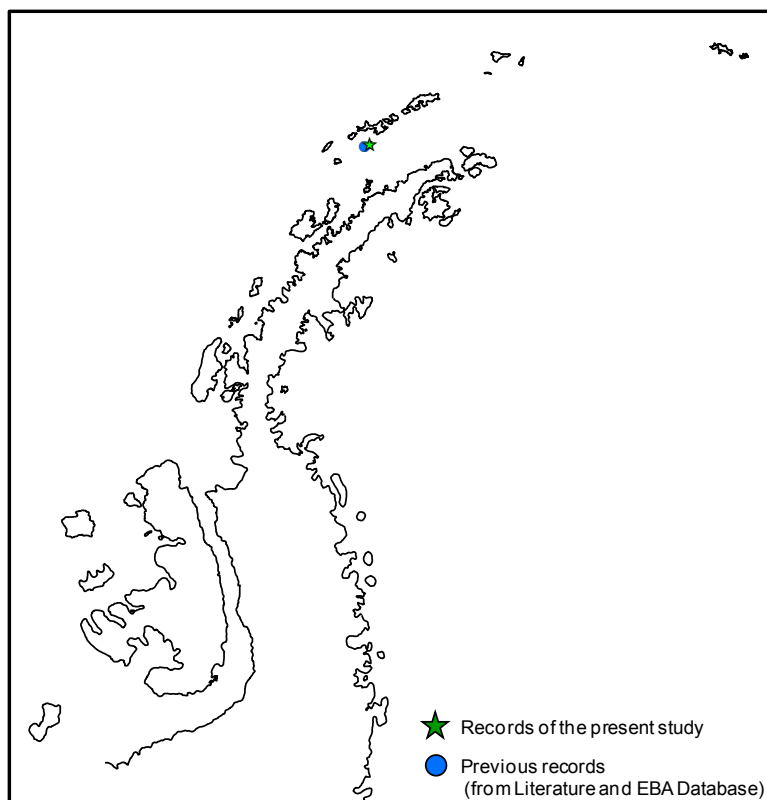 Records of the present study
Previous records
(from Literature and EBA Database)